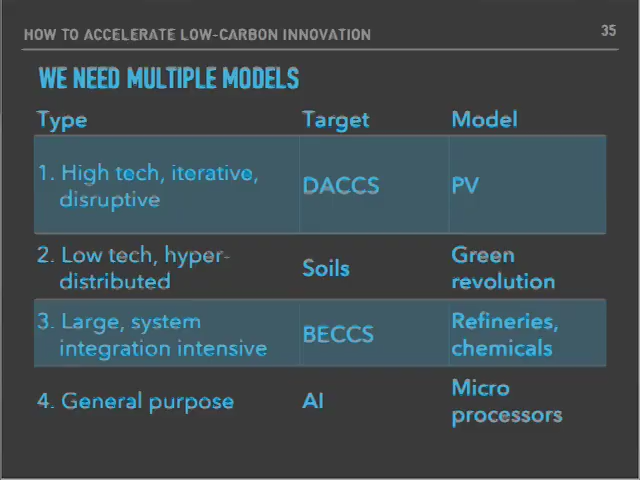 HOW TO ACCELERATE LOW-CARBON INNOVATION
35
WE NEED MULTIPLE MODELS
Type Target Model
1. High tech, iterative,
disruptive
DACCS
PV
2. Low tech, hyper-
distributed
Soils
Green
revolution
3. Large, system
integration intensive
BECCS
Refineries,
chemicals
4. General purpose
AI
Micro
processors